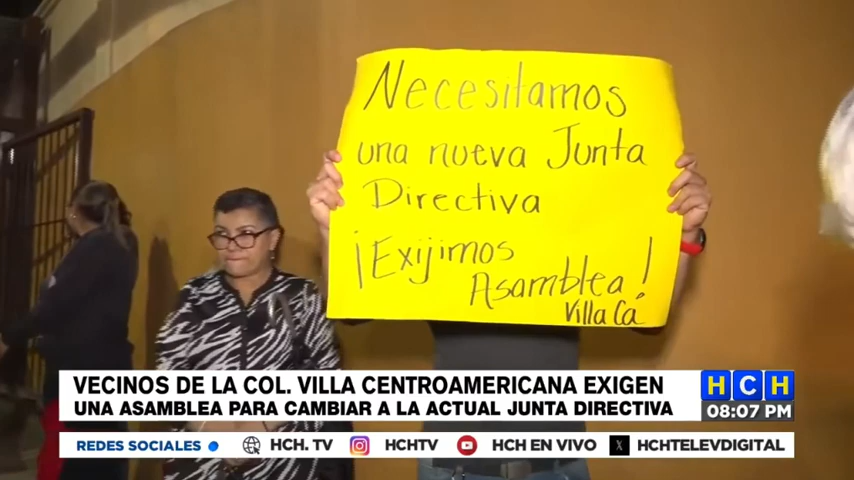 Necesitamos
una nueva Junta
Directiva
¡Exijimos
Asamblea!
Villa Ca
VECINOS DE LA COL. VILLA CENTROAMERICANA EXIGEN
UNA ASAMBLEA PARA CAMBIAR A LA ACTUAL JUNTA DIRECTIVA
HCH
08:07 PM
REDES SOCIALES HCH. TV HCHTV HCH EN VIVO X HCHTELEVDIGITAL